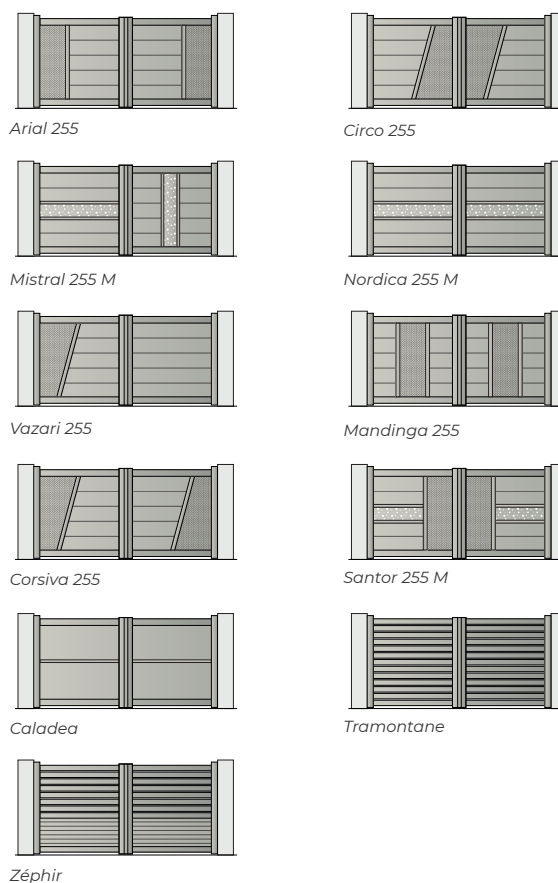 Arial 255
Circo 255
Mistral 255 M
Nordica 255 M
Vazari 255
Mandinga 255
Corsiva 255
Santor 255 M
Caladea
Tramontane
Zéphir